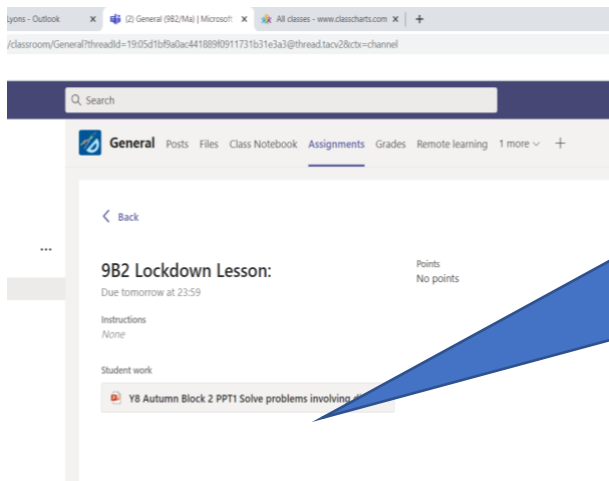 Lyons - Outlook
(2) General (9B2/Ma) | Microsoft
All classes - www.classcharts.com
/classroom/General?threadId=19:05d1bf9a0ac441889f0911731b31e3a3@thread.tacv2&ctx=channel
Search
General Posts Files Class Notebook Assignments Grades Remote learning 1 more
Back
9B2 Lockdown Lesson:
Due tomorrow at 23:59
Points
No points
Instructions
None
Student work
Y8 Autumn Block 2 PPT1 Solve problems involving